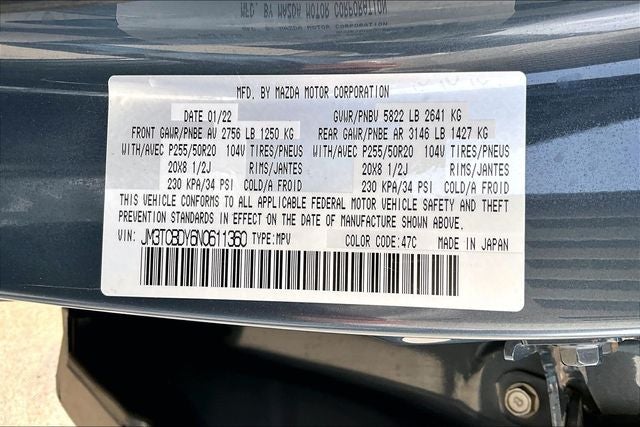 MFD. BY MAZDA MOTOR CORPORATION
MFD. BY MAZDA MOTOR CORPORATION
DATE 01/22 GVWR/PNBV 5822 LB 2641 KG
FRONT GAWR/PNBE AV 2756 LB 1250 KG REAR GAWR/PNBE AR 3146 LB 1427 KG
WITH/AVEC P255/50R20 104V TIRES/PNEUS WITH/AVEC P255/50R20 104V TIRES/PNEUS
20X8 1/2J RIMS/JANTES 20X8 1/2J RIMS/JANTES
230 KPA/34 PSI COLD/A FROID 230 KPA/34 PSI COLD/A FROID
THIS VEHICLE CONFORMS TO ALL APPLICABLE FEDERAL MOTOR VEHICLE SAFETY AND THEFT
PREVENTION STANDARDS IN EFFECT ON THE DATE OF MANUFACTURE SHOWN ABOVE.
VIN: JM3TCBDY6N0611360 TYPE:MPV COLOR CODE:47C MADE IN JAPAN